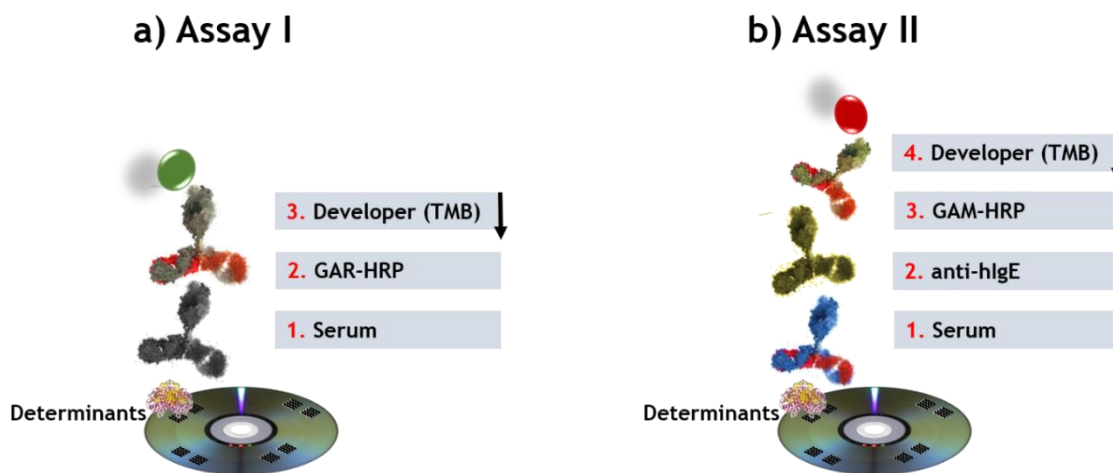 a) Assay I
3. Developer (TMB)
2. GAR-HRP
1. Serum
Determinants
b) Assay II
4. Developer (TMB)
3. GAM-HRP
2. anti-hIgE
1. Serum
Determinants